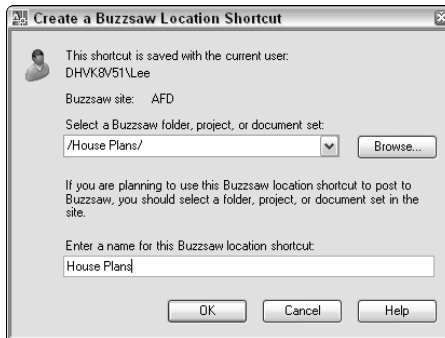 Create a Buzzsaw Location Shortcut
This shortcut is saved with the current user:
DHVK8V51\Lee
Buzzsaw site: AFD
Select a Buzzsaw folder, project, or document set:
/House Plans/ Browse...
If you are planning to use this Buzzsaw location shortcut to post to
Buzzsaw, you should select a folder, project, or document set in the
site.
Enter a name for this Buzzsaw location shortcut:
House Plans
OK Cancel Help